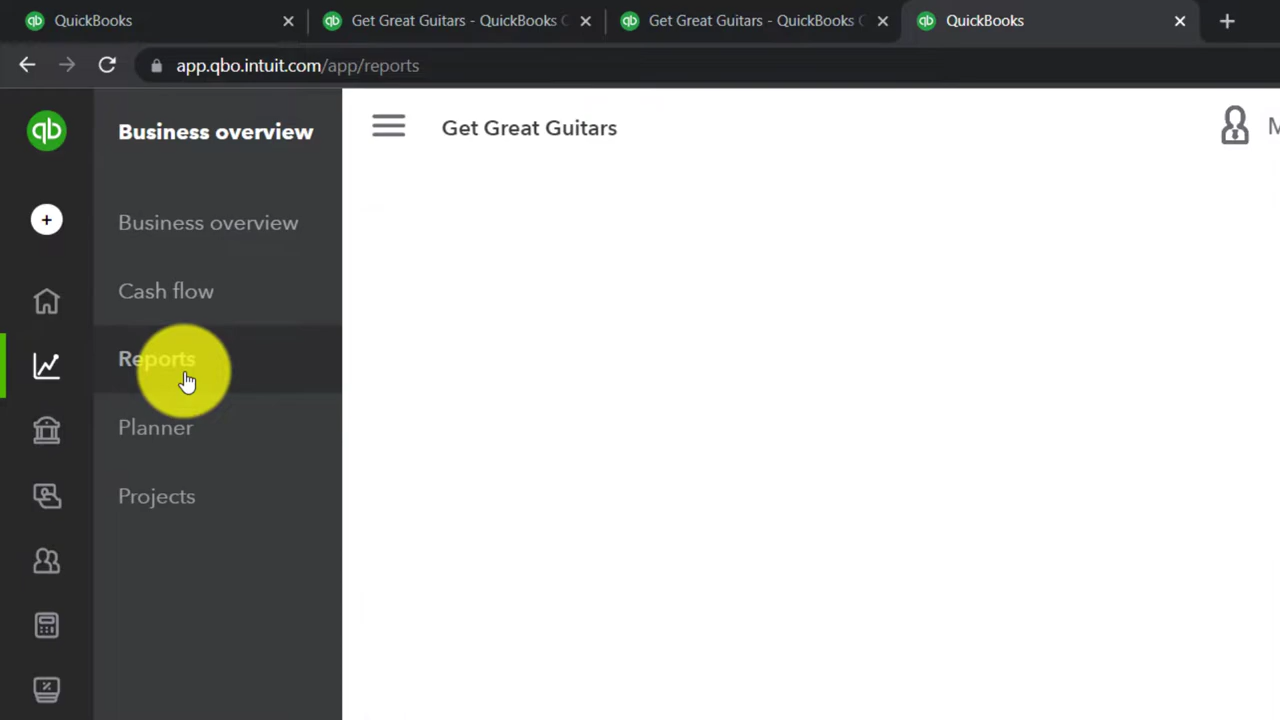 QuickBooks
Get Great Guitars - QuickBooks
Get Great Guitars - QuickBooks
QuickBooks
app.qbo.intuit.com/app/reports
qb
Business overview
Get Great Guitars
M
Business overview
Cash flow
Reports
Planner
Projects